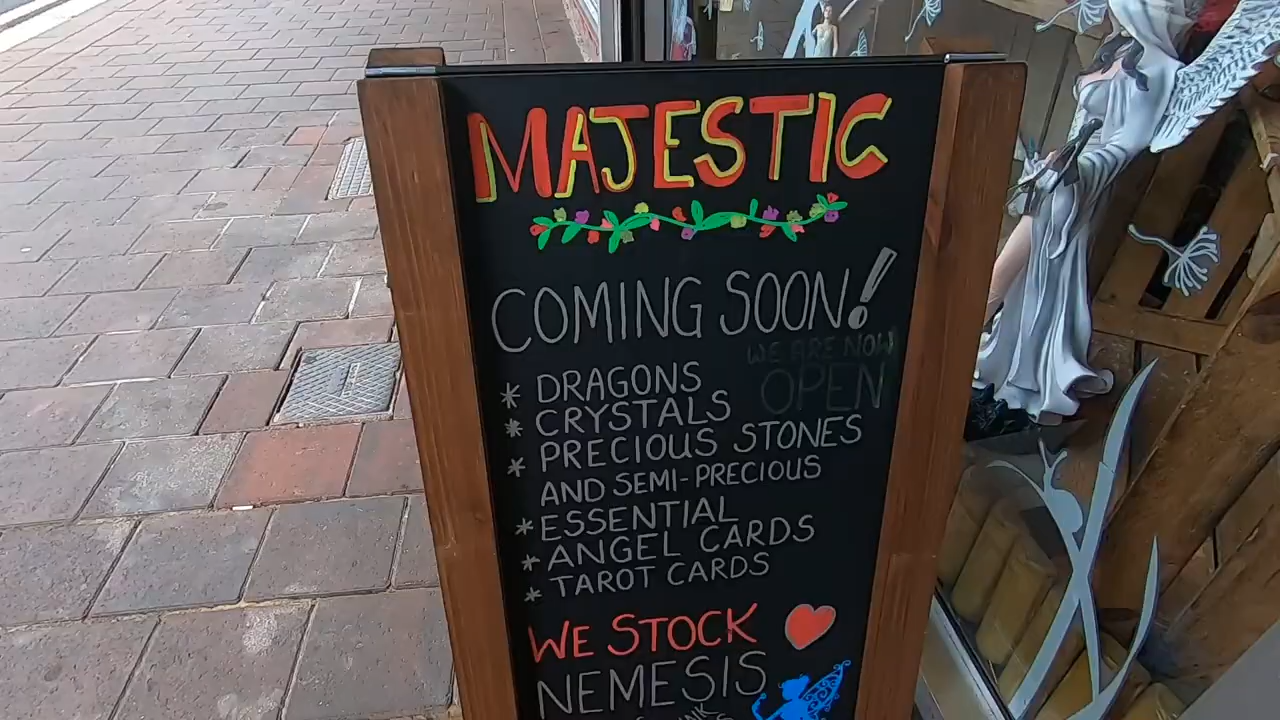 MAJESTIC
COMING SOON!
WE ARE NOW
OPEN
* DRAGONS
* CRYSTALS
* PRECIOUS STONES
AND SEMI-PRECIOUS
* ESSENTIAL
* ANGEL CARDS
* TAROT CARDS
WE STOCK
NEMESIS